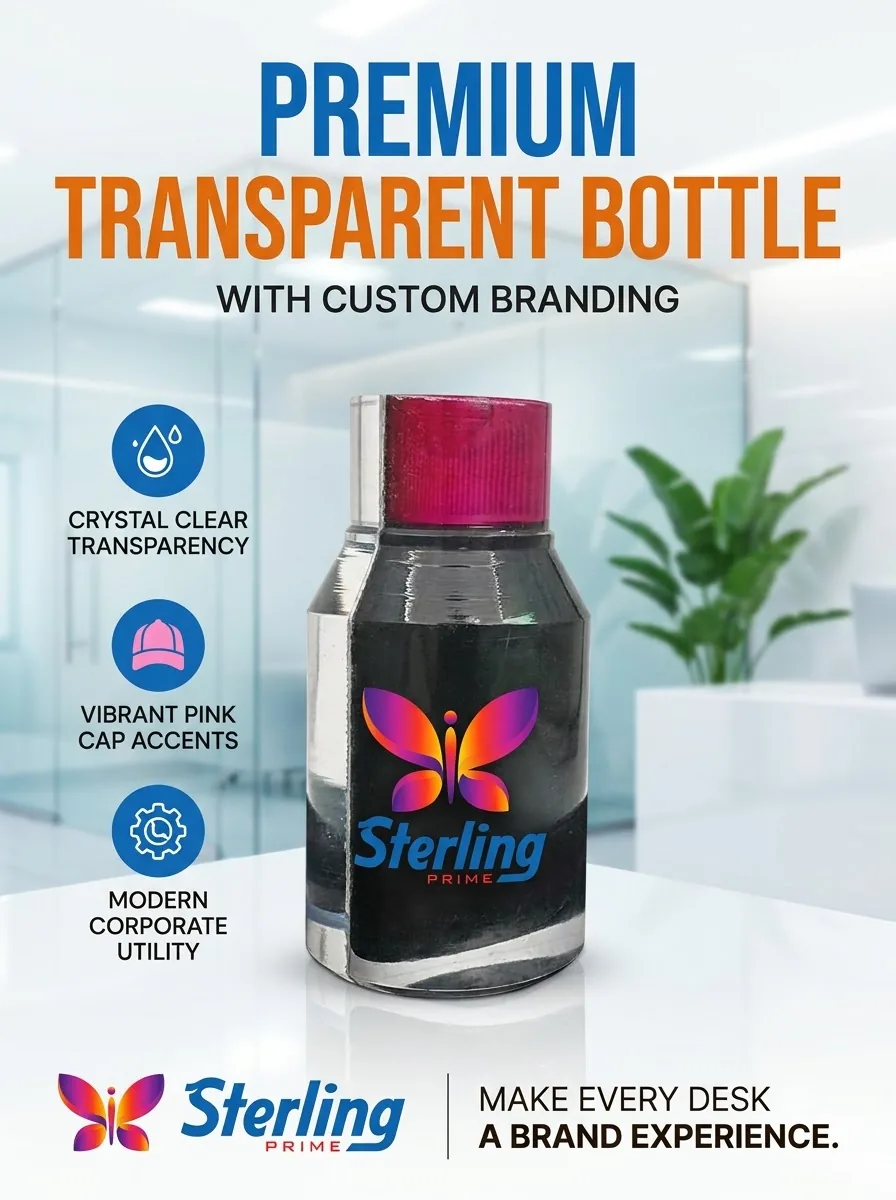 PREMIUM
TRANSPARENT BOTTLE
WITH CUSTOM BRANDING
CRYSTAL CLEAR
TRANSPARENCY
VIBRANT PINK
CAP ACCENTS
MODERN
CORPORATE
UTILITY
Sterling
PRIME
Sterling
PRIME
MAKE EVERY DESK
A BRAND EXPERIENCE.